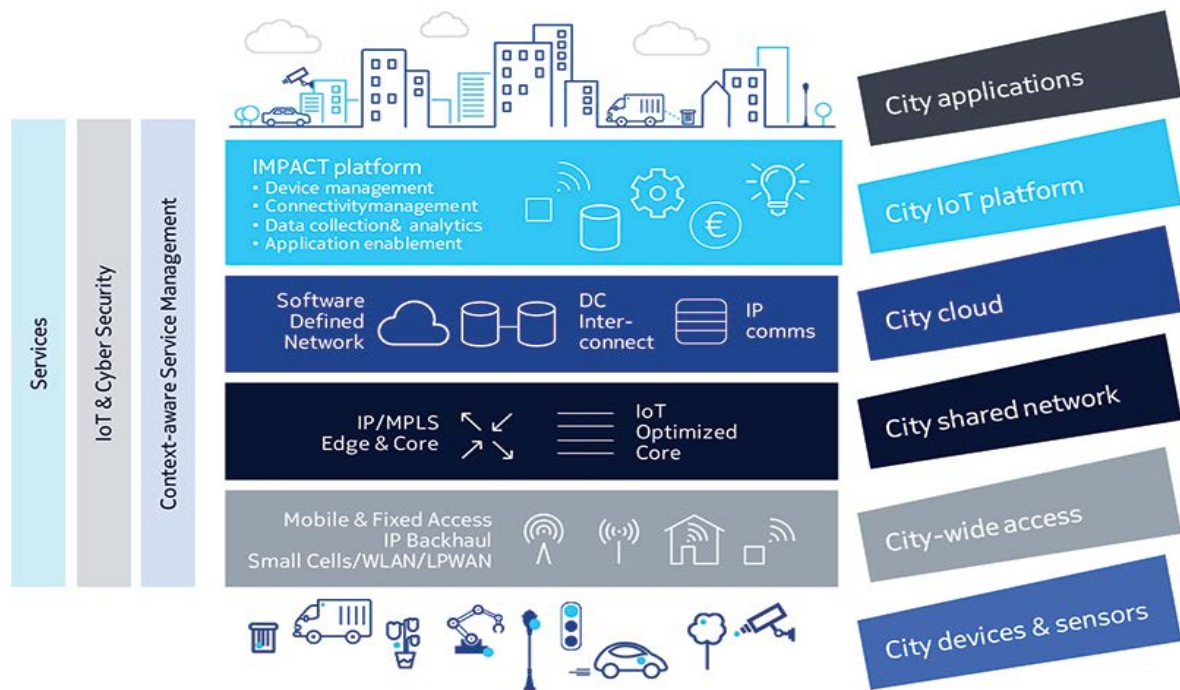 Services
IoT & Cyber Security
Context-aware Service Management
IMPACT platform
• Device management
• Connectivitymanagement
• Data collection& analytics
• Application enablement
€
Software
Defined
Network
DC
Inter-
connect
IP
comms
IP/MPLS
Edge & Core
IoT
Optimized
Core
Mobile & Fixed Access
IP Backhaul
Small Cells/WLAN/LPWAN
City applications
City IoT platform
City cloud
City shared network
City-wide access
City devices & sensors